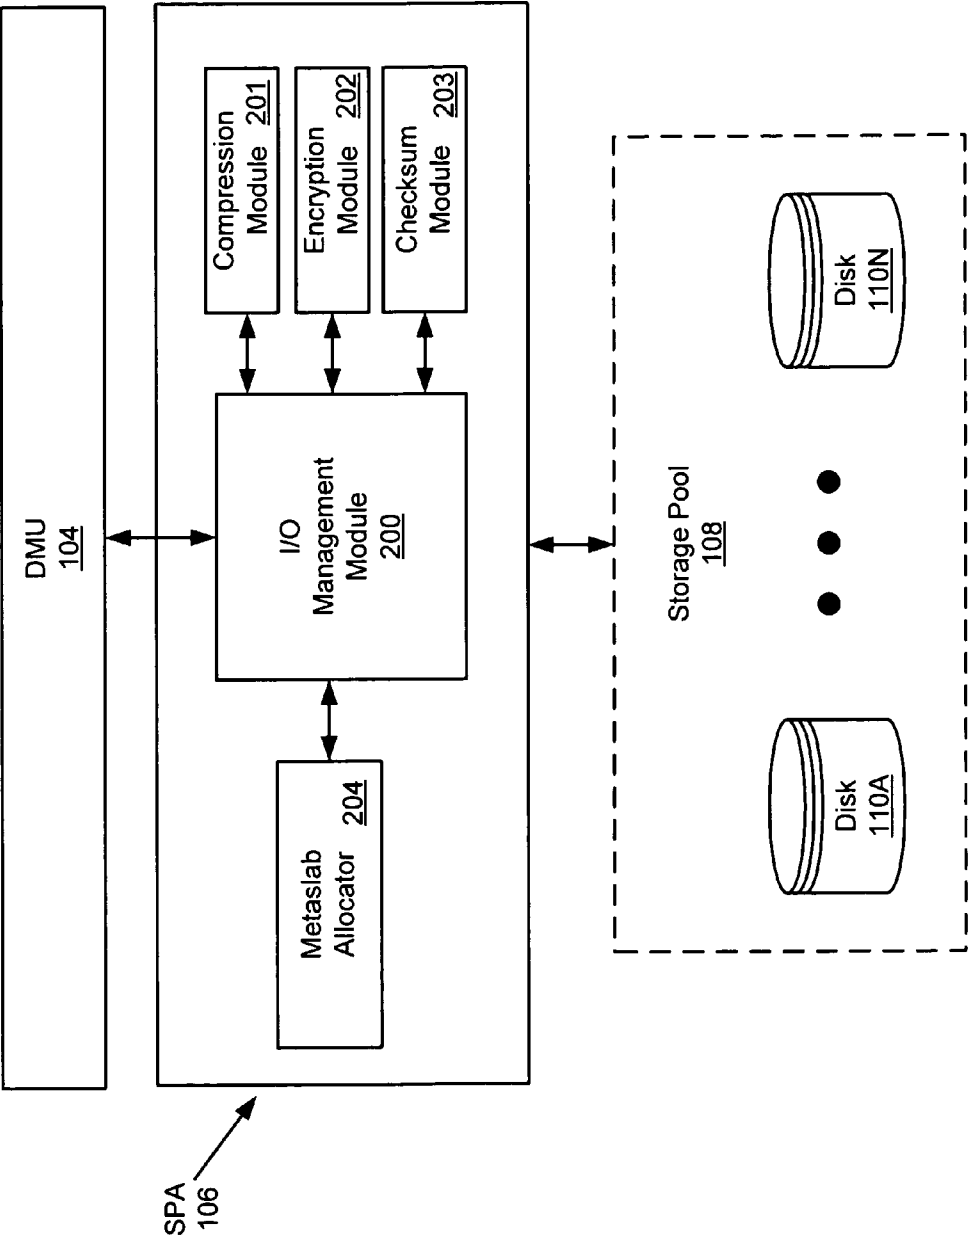 DMU
104
SPA
106
Metaslab
Allocator 204
I/O
Management
Module
200
Compression
Module 201
Encryption
Module 202
Checksum
Module 203
Storage Pool
108
Disk
110A
Disk
110N